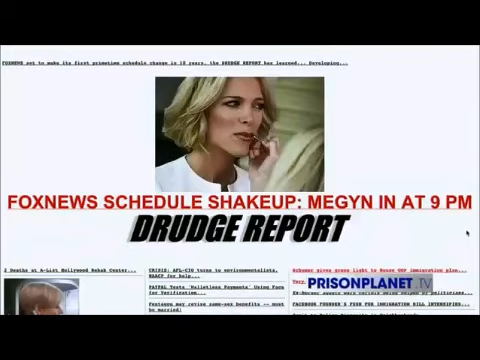 FOXNEWS set to make its first primetime schedule change in 10 years, the DRUDGE REPORT has learned... Developing...
FOXNEWS SCHEDULE SHAKEUP: MEGYN IN AT 9 PM
DRUDGE REPORT
2 Deaths at A-List Hollywood Rehab Center...
CRISIS: AFL-CIO turns to environmentalists,
NAACP for help...
PAYPAL Tests 'Walletless Payments' Using Face
for Verification...
Pentagon may revise same-sex benefits -- must
be married:
Boehner gives green light to House GOP immigration plan...
Very
PRISONPLANET.TV
FACEBOOK FOUNDER'S PUSH FOR IMMIGRATION BILL INTENSIFIES...